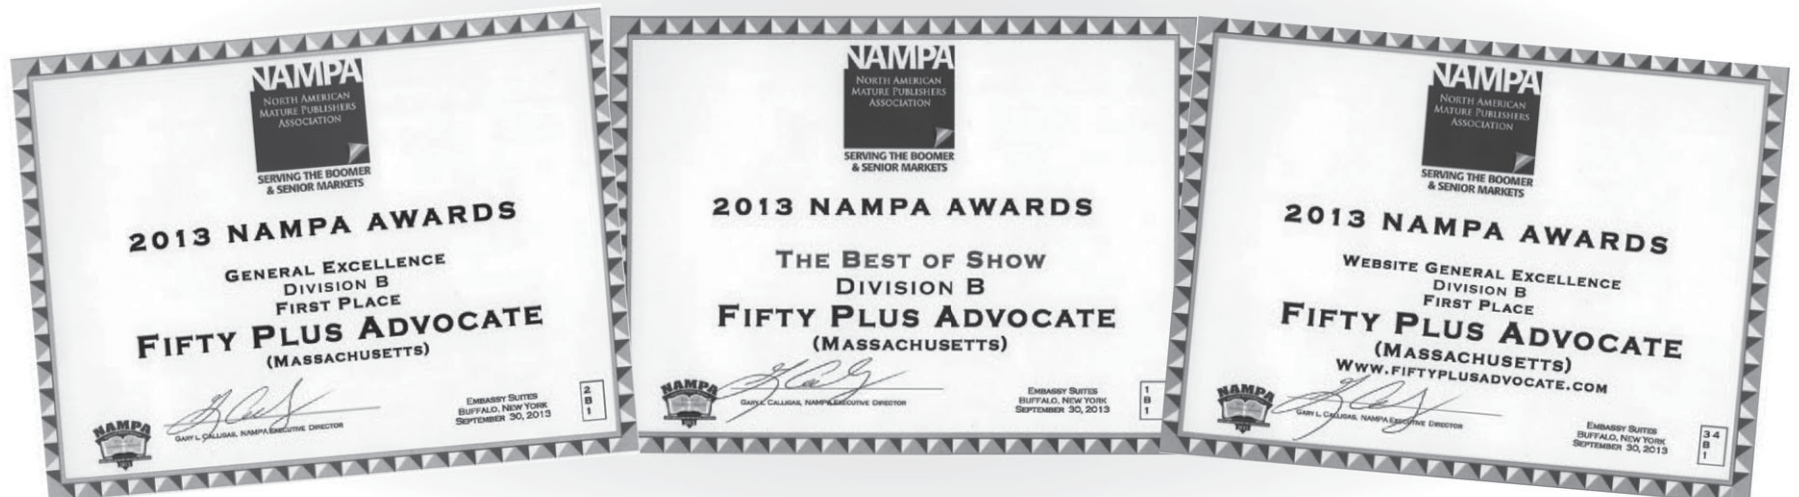 NAMPA
NORTH AMERICAN
MATURE PUBLISHERS
ASSOCIATION
SERVING THE BOOMER
& SENIOR MARKETS
2013 NAMPA AWARDS
GENERAL EXCELLENCE
DIVISION B
FIRST PLACE
FIFTY PLUS ADVOCATE
(MASSACHUSETTS)
NAMPA
GARY L. CALLIGAS, NAMPA EXECUTIVE DIRECTOR
EMBASSY SUITES
BUFFALO, NEW YORK
SEPTEMBER 30, 2013
2
B
1
NAMPA
NORTH AMERICAN
MATURE PUBLISHERS
ASSOCIATION
SERVING THE BOOMER
& SENIOR MARKETS
2013 NAMPA AWARDS
THE BEST OF SHOW
DIVISION B
FIFTY PLUS ADVOCATE
(MASSACHUSETTS)
NAMPA
GARY L. CALLIGAS, NAMPA EXECUTIVE DIRECTOR
EMBASSY SUITES
BUFFALO, NEW YORK
SEPTEMBER 30, 2013
1
B
1
NAMPA
NORTH AMERICAN
MATURE PUBLISHERS
ASSOCIATION
SERVING THE BOOMER
& SENIOR MARKETS
2013 NAMPA AWARDS
WEBSITE GENERAL EXCELLENCE
DIVISION B
FIRST PLACE
FIFTY PLUS ADVOCATE
(MASSACHUSETTS)
WWW.FIFTYPLUSADVOCATE.COM
NAMPA
GARY L. CALLIGAS, NAMPA EXECUTIVE DIRECTOR
EMBASSY SUITES
BUFFALO, NEW YORK
SEPTEMBER 30, 2013
34
B
1